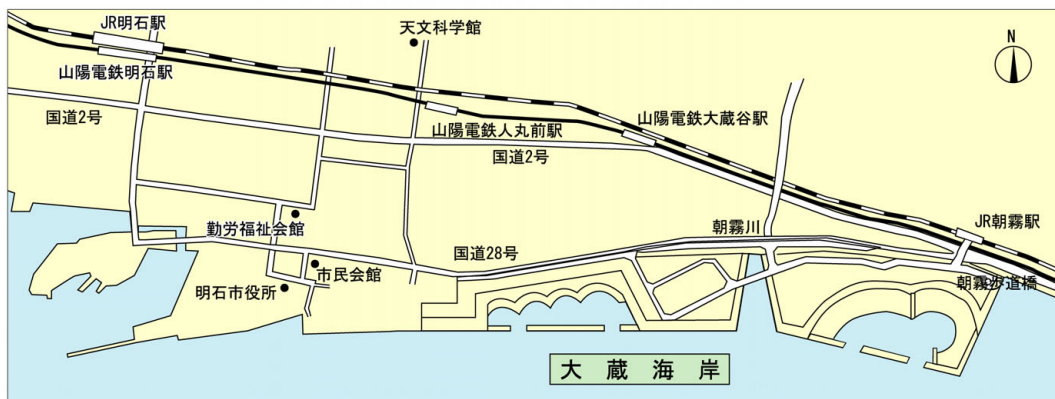 JR明石駅
天文科学館
N
山陽電鉄明石駅
国道2号
山陽電鉄人丸前駅
山陽電鉄大蔵谷駅
国道2号
勤労福祉会館
朝霧川
JR朝霧駅
国道28号
市民会館
明石市役所
朝霧歩道橋
大蔵海岸